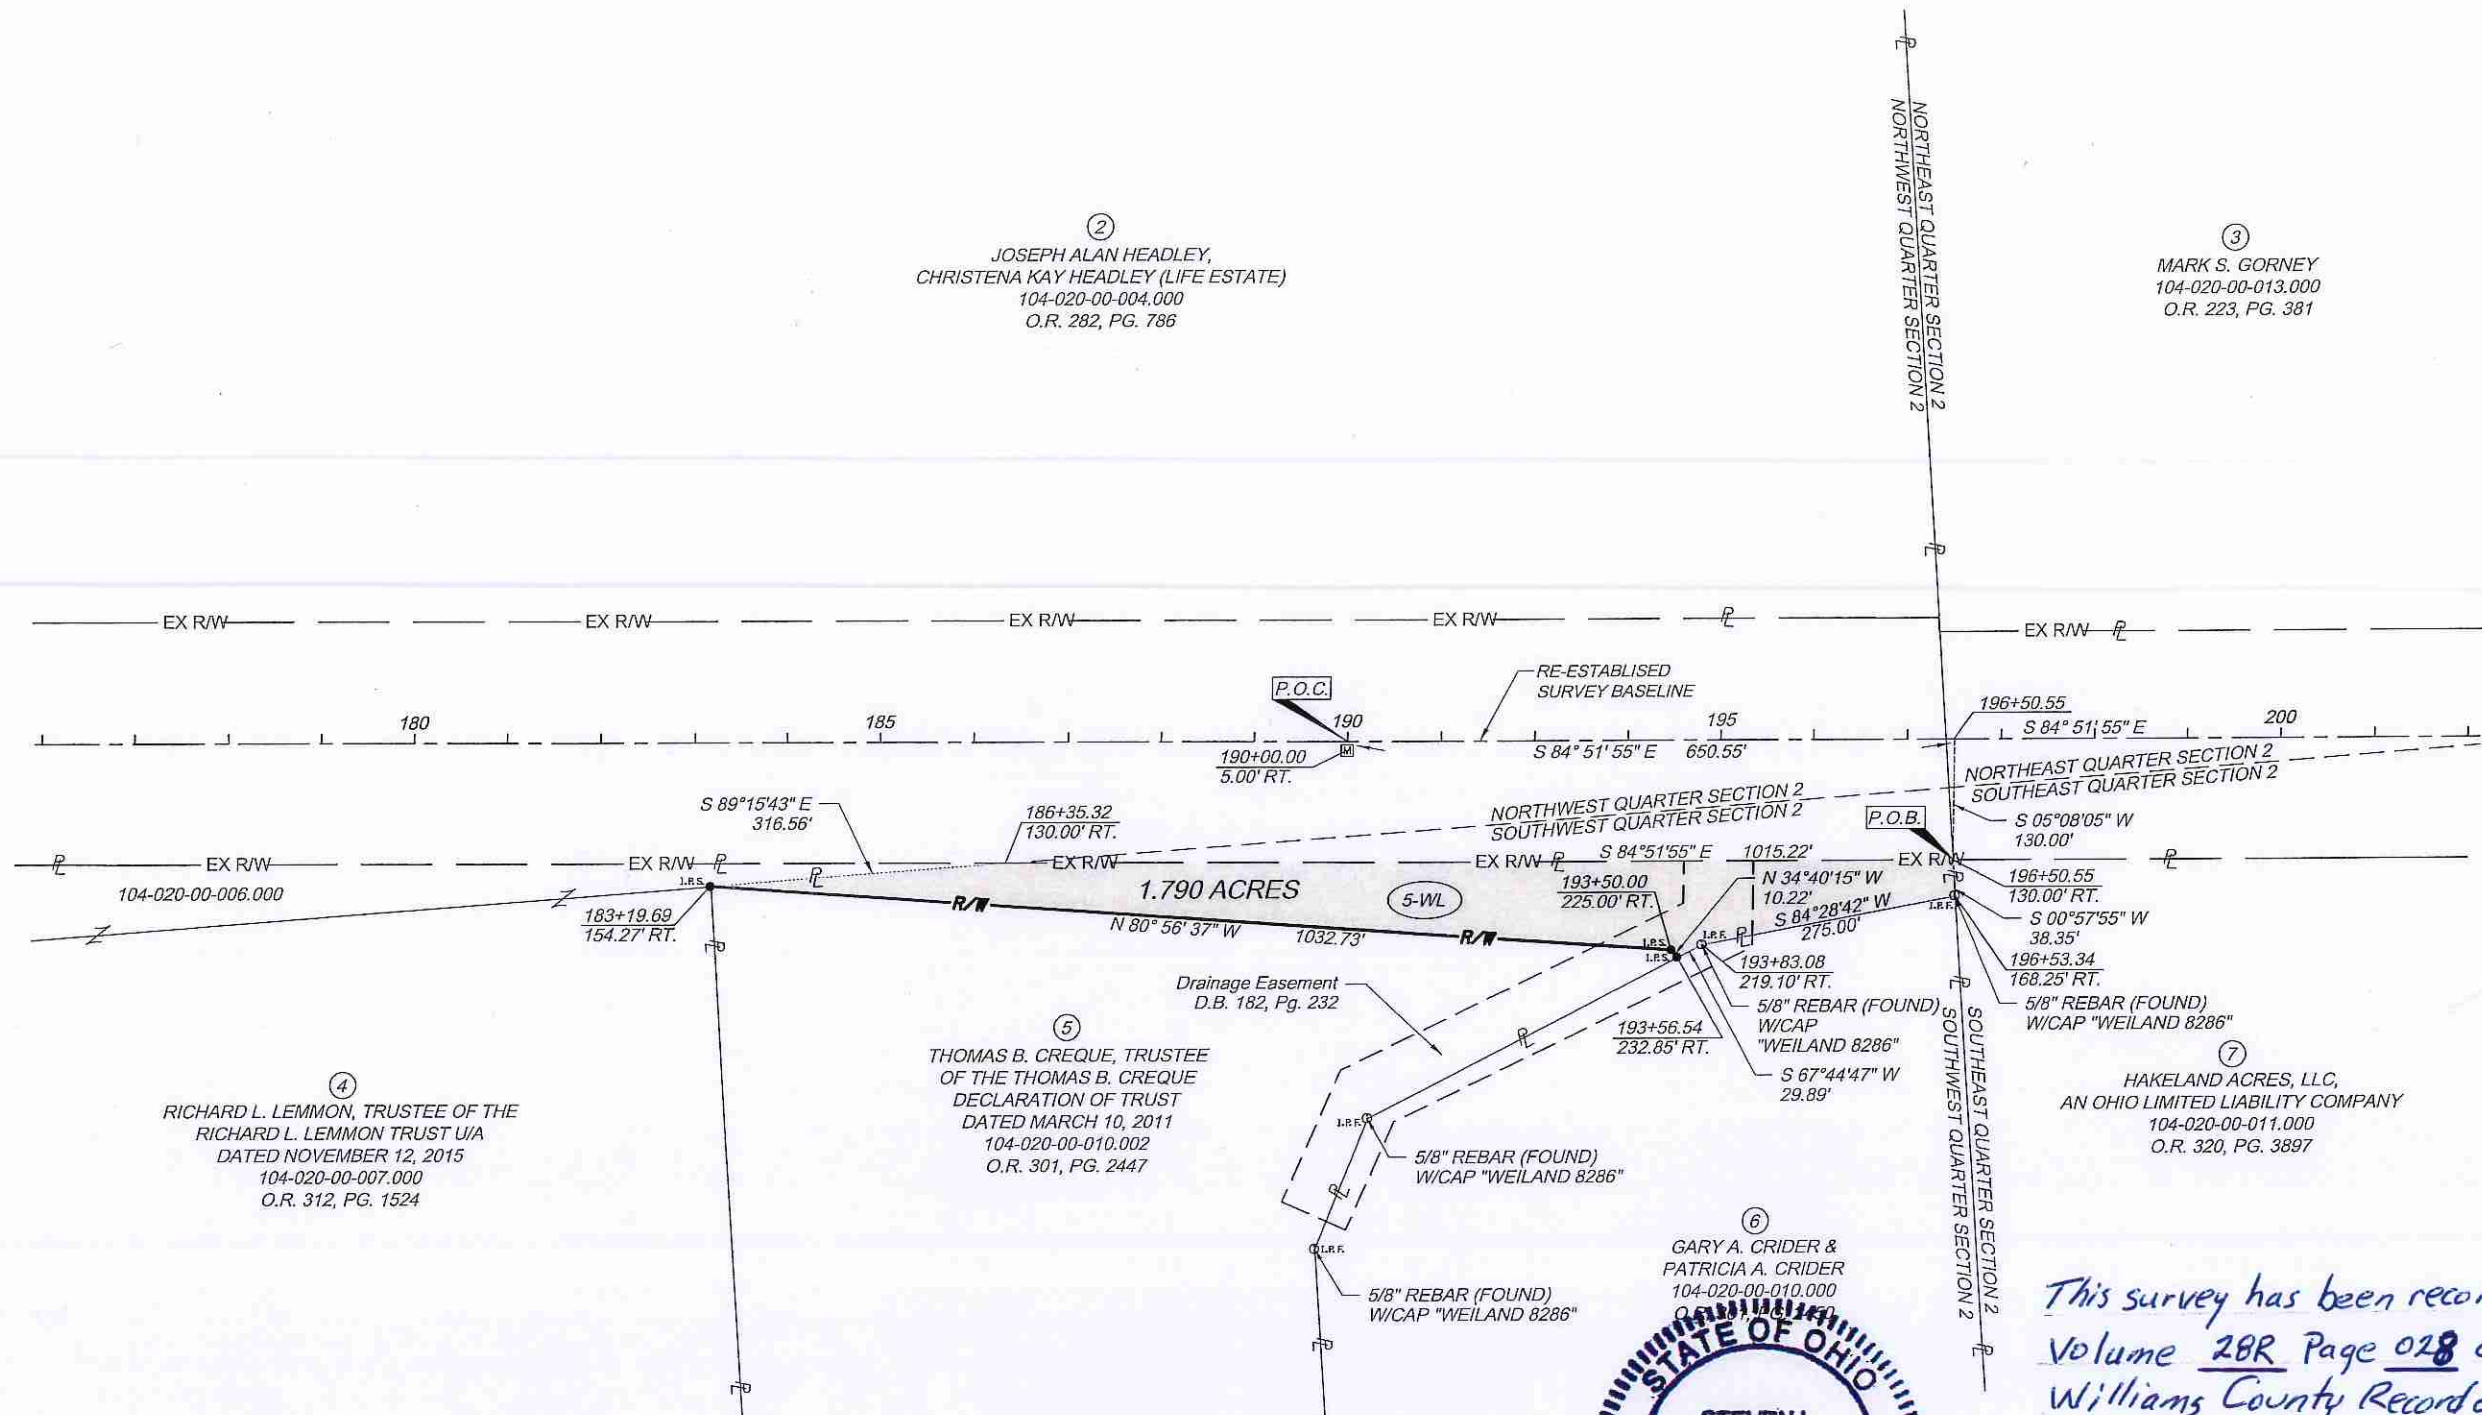 NORTHEAST QUARTER SECTION 2
NORTHWEST QUARTER SECTION 2
2
JOSEPH ALAN HEADLEY,
CHRISTENA KAY HEADLEY (LIFE ESTATE)
104-020-00-004.000
O.R. 282, PG. 786
3
MARK S. GORNEY
104-020-00-013.000
O.R. 223, PG. 381
EX R/W
EX R/W
EX R/W
EX R/W
EX R/W
RE-ESTABLISED
SURVEY BASELINE
P.O.C.
180
185
190
195
200
196+50.55
S 84° 51' 55" E
M
190+00.00
5.00' RT.
S 84° 51' 55" E 650.55'
NORTHEAST QUARTER SECTION 2
SOUTHEAST QUARTER SECTION 2
NORTHWEST QUARTER SECTION 2
SOUTHWEST QUARTER SECTION 2
S 89°15'43" E
316.56'
186+35.32
130.00' RT.
P.O.B.
S 05°08'05" W
130.00'
EX R/W
EX R/W
EX R/W
EX R/W
S 84°51'55" E 1015.22'
EX R/W
104-020-00-006.000
I.P.S.
183+19.69
154.27' RT.
1.790 ACRES
5-WL
R/W
N 80° 56' 37" W 1032.73'
R/W
193+50.00
225.00' RT.
N 34°40'15" W
10.22'
S 84°28'42" W
275.00'
196+50.55
130.00' RT.
I.P.F.
S 00°57'55" W
38.35'
196+53.34
168.25' RT.
5/8" REBAR (FOUND)
W/CAP "WEILAND 8286"
I.P.S.
I.P.S.
I.P.F.
193+83.08
219.10' RT.
5/8" REBAR (FOUND)
W/CAP
"WEILAND 8286"
193+56.54
232.85' RT.
S 67°44'47" W
29.89'
Drainage Easement
D.B. 182, Pg. 232
5
THOMAS B. CREQUE, TRUSTEE
OF THE THOMAS B. CREQUE
DECLARATION OF TRUST
DATED MARCH 10, 2011
104-020-00-010.002
O.R. 301, PG. 2447
4
RICHARD L. LEMMON, TRUSTEE OF THE
RICHARD L. LEMMON TRUST U/A
DATED NOVEMBER 12, 2015
104-020-00-007.000
O.R. 312, PG. 1524
7
HAKELAND ACRES, LLC,
AN OHIO LIMITED LIABILITY COMPANY
104-020-00-011.000
O.R. 320, PG. 3897
SOUTHEAST QUARTER SECTION 2
SOUTHWEST QUARTER SECTION 2
I.P.F.
5/8" REBAR (FOUND)
W/CAP "WEILAND 8286"
I.P.F.
5/8" REBAR (FOUND)
W/CAP "WEILAND 8286"
6
GARY A. CRIDER &
PATRICIA A. CRIDER
104-020-00-010.000
STATE OF OHIO
This survey has been
Volume 28R Page 028
Williams County